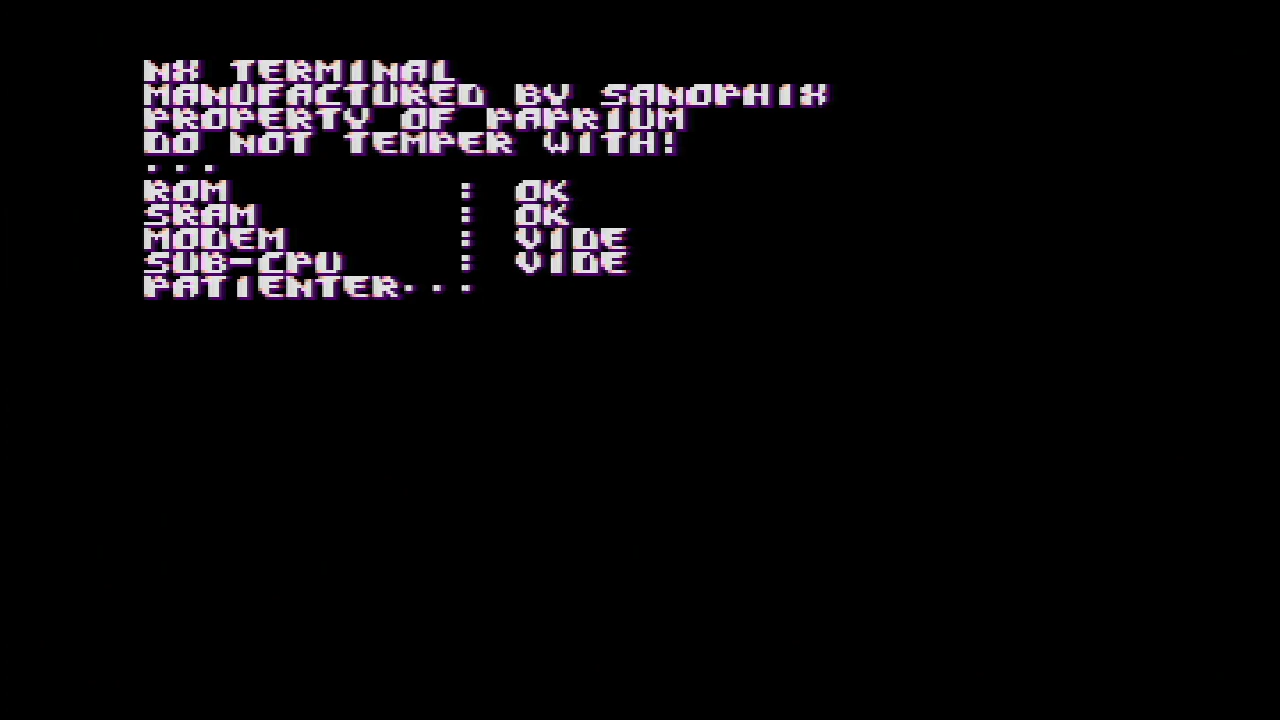 NX TERMINAL
MANUFACTURED BY SANOPHIX
PROPERTY OF PAPRIUM
DO NOT TEMPER WITH!
...
ROM : OK
SRAM : OK
MODEM : VIDE
SUB-CPU : VIDE
PATIENTER...